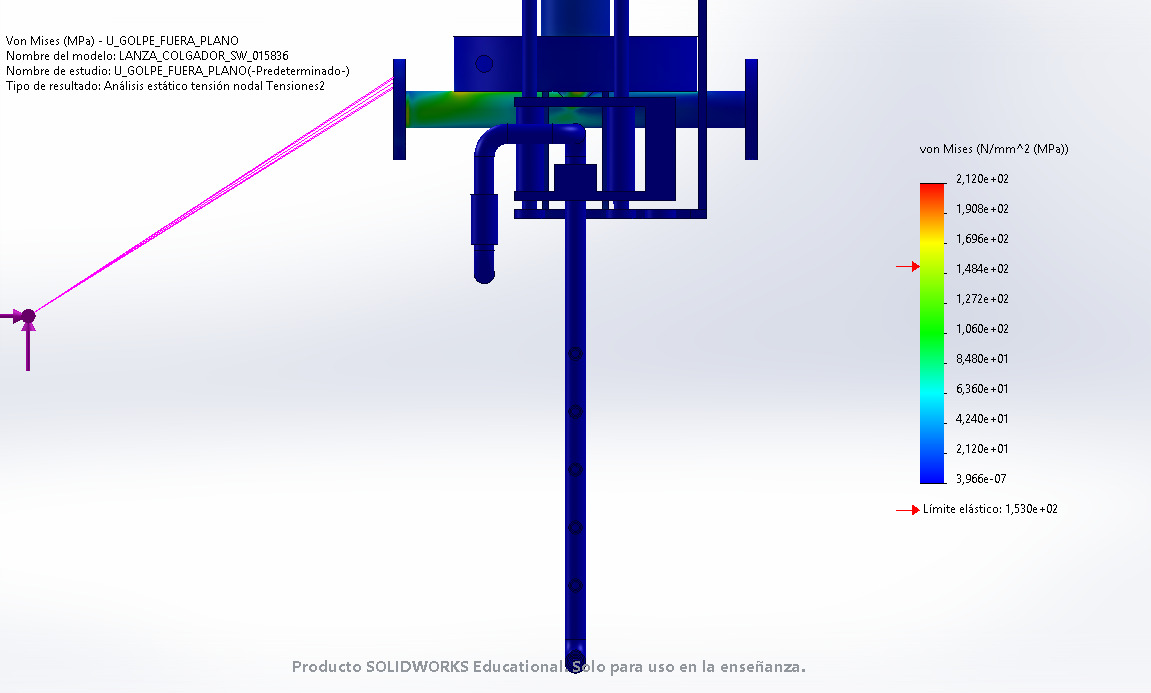 Von Mises (MPa) - U_GOLPE_FUERA_PLANO
Nombre del modelo: LANZA_COLGADOR_SW_015836
Nombre de estudio: U_GOLPE_FUERA_PLANO(-Predeterminado-)
Tipo de resultado: Análisis estático tensión nodal Tensiones2
von Mises (N/mm^2 (MPa))
2,120e+02
1,908e+02
1,696e+02
1,484e+02
1,272e+02
1,060e+02
8,480e+01
6,360e+01
4,240e+01
2,120e+01
3,966e-07
Límite elástico: 1,530e+02
Producto SOLIDWORKS Educational. Solo para uso en la enseñanza.